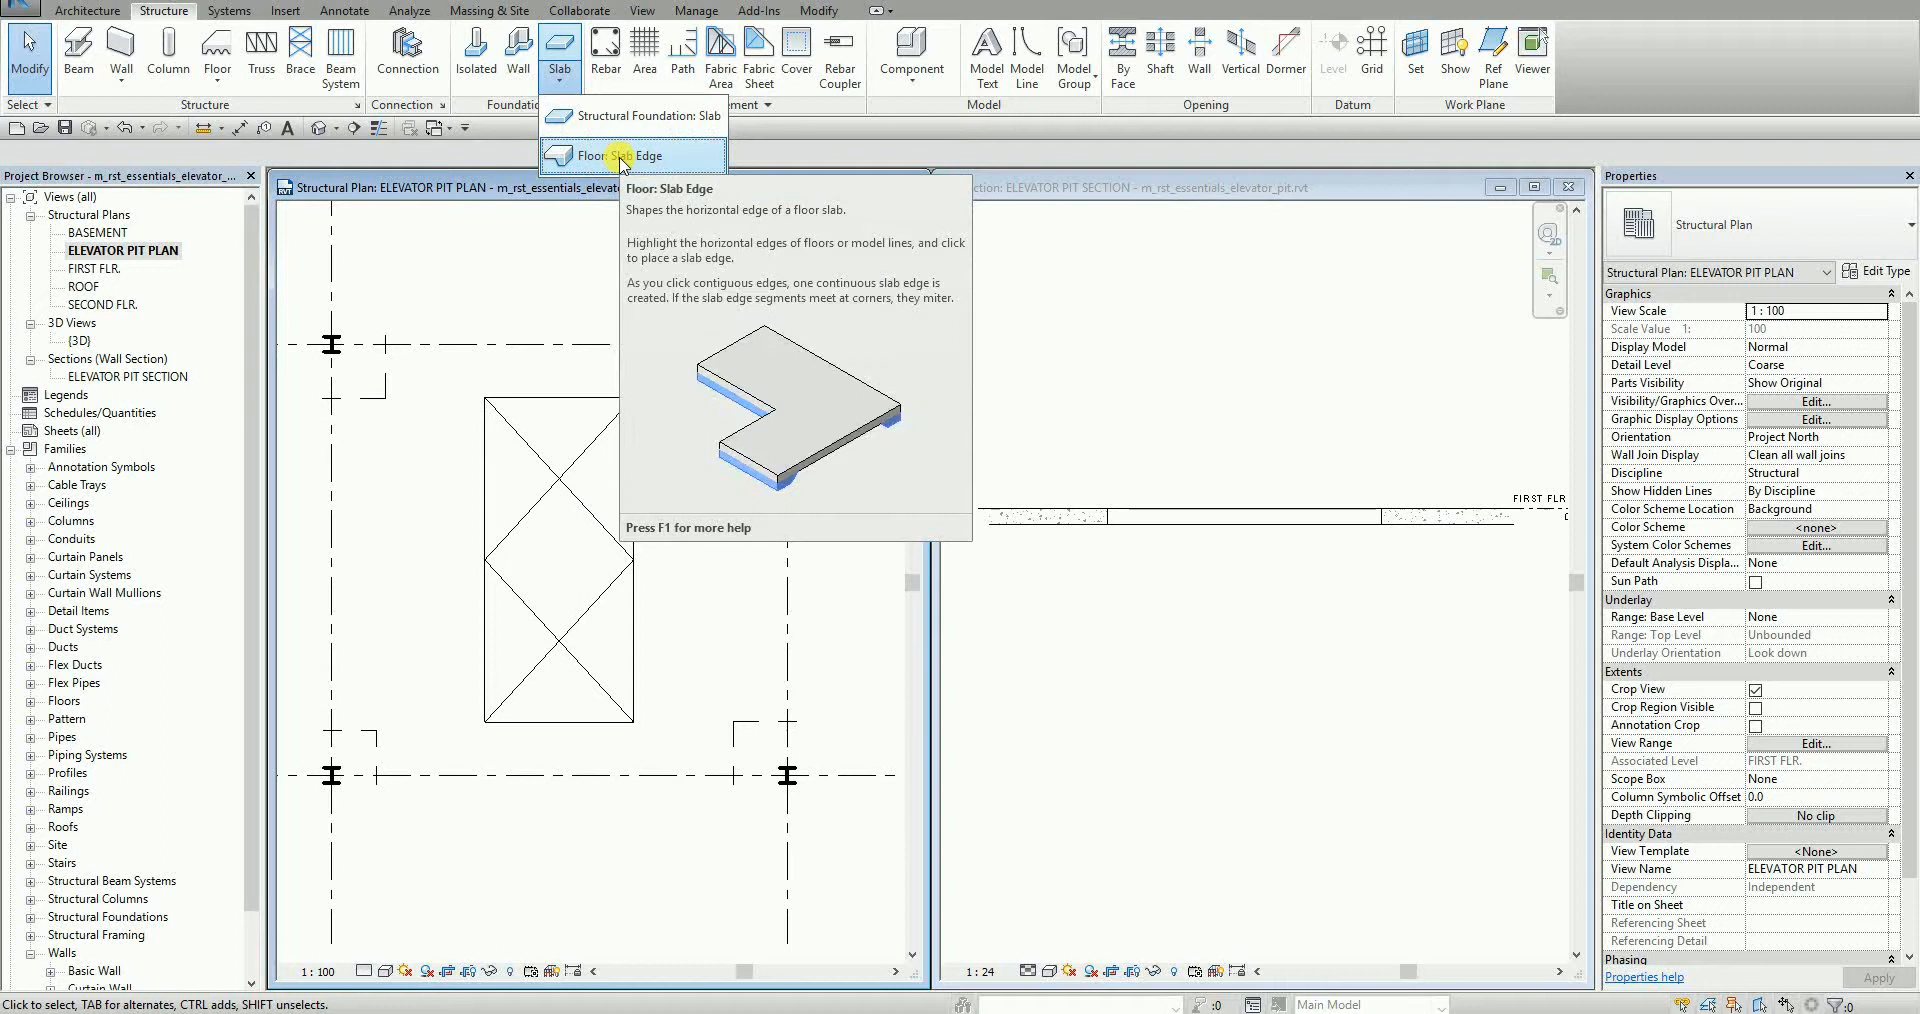 Architecture Structure Systems Insert Annotate Analyze Massing & Site Collaborate View Manage Add-Ins Modify
Modify
Beam
Wall
Column
Floor
Truss
Brace
Beam System
Connection
Isolated
Wall
Slab
Rebar
Area
Path
Fabric Area
Fabric Sheet
Cover
Rebar Coupler
Component
Model Text
Model Line
Model Group
By Face
Shaft
Wall
Vertical
Dormer
Level
Grid
Set
Show
Ref Plane
Viewer
Select
Structure
Connection
Model
Opening
Datum
Work Plane
Structural Foundation: Slab
Floor: Slab Edge
Project Browser - m_rst_essentials_elevator_...
Views (all)
Structural Plans
BASEMENT
ELEVATOR PIT PLAN
FIRST FLR.
ROOF
SECOND FLR.
3D Views
{3D}
Sections (Wall Section)
ELEVATOR PIT SECTION
Legends
Schedules/Quantities
Sheets (all)
Families
Annotation Symbols
Cable Trays
Ceilings
Columns
Conduits
Curtain Panels
Curtain Systems
Curtain Wall Mullions
Detail Items
Duct Systems
Ducts
Flex Ducts
Flex Pipes
Floors
Pattern
Pipes
Piping Systems
Profiles
Railings
Ramps
Roofs
Site
Stairs
Structural Beam Systems
Structural Columns
Structural Foundations
Structural Framing
Walls
Basic Wall
Curtain Wall
Structural Plan: ELEVATOR PIT PLAN - m_rst_essentials_elevato
ction: ELEVATOR PIT SECTION - m_rst_essentials_elevator_pit.rvt
Floor: Slab Edge
Shapes the horizontal edge of a floor slab.
Highlight the horizontal edges of floors or model lines, and click
to place a slab edge.
As you click contiguous edges, one continuous slab edge is
created. If the slab edge segments meet at corners, they miter.
Press F1 for more help
2D
FIRST FLR
1 : 100
1 : 24
Properties
Structural Plan
Structural Plan: ELEVATOR PIT PLAN Edit Type
Graphics
View Scale 1 : 100
Scale Value 1: 100
Display Model Normal
Detail Level Coarse
Parts Visibility Show Original
Visibility/Graphics Over... Edit...
Graphic Display Options Edit...
Orientation Project North
Wall Join Display Clean all wall joins
Discipline Structural
Show Hidden Lines By Discipline
Color Scheme Location Background
Color Scheme <none>
System Color Schemes Edit...
Default Analysis Displa... None
Sun Path
Underlay
Range: Base Level None
Range: Top Level Unbounded
Underlay Orientation Look down
Extents
Crop View
Crop Region Visible
Annotation Crop
View Range Edit...
Associated Level FIRST FLR.
Scope Box None
Column Symbolic Offset 0.0
Depth Clipping No clip
Identity Data
View Template <None>
View Name ELEVATOR PIT PLAN
Dependency Independent
Title on Sheet
Referencing Sheet
Referencing Detail
Phasing
Properties help Apply
Click to select, TAB for alternates, CTRL adds, SHIFT unselects.
:0
Main Model
:0